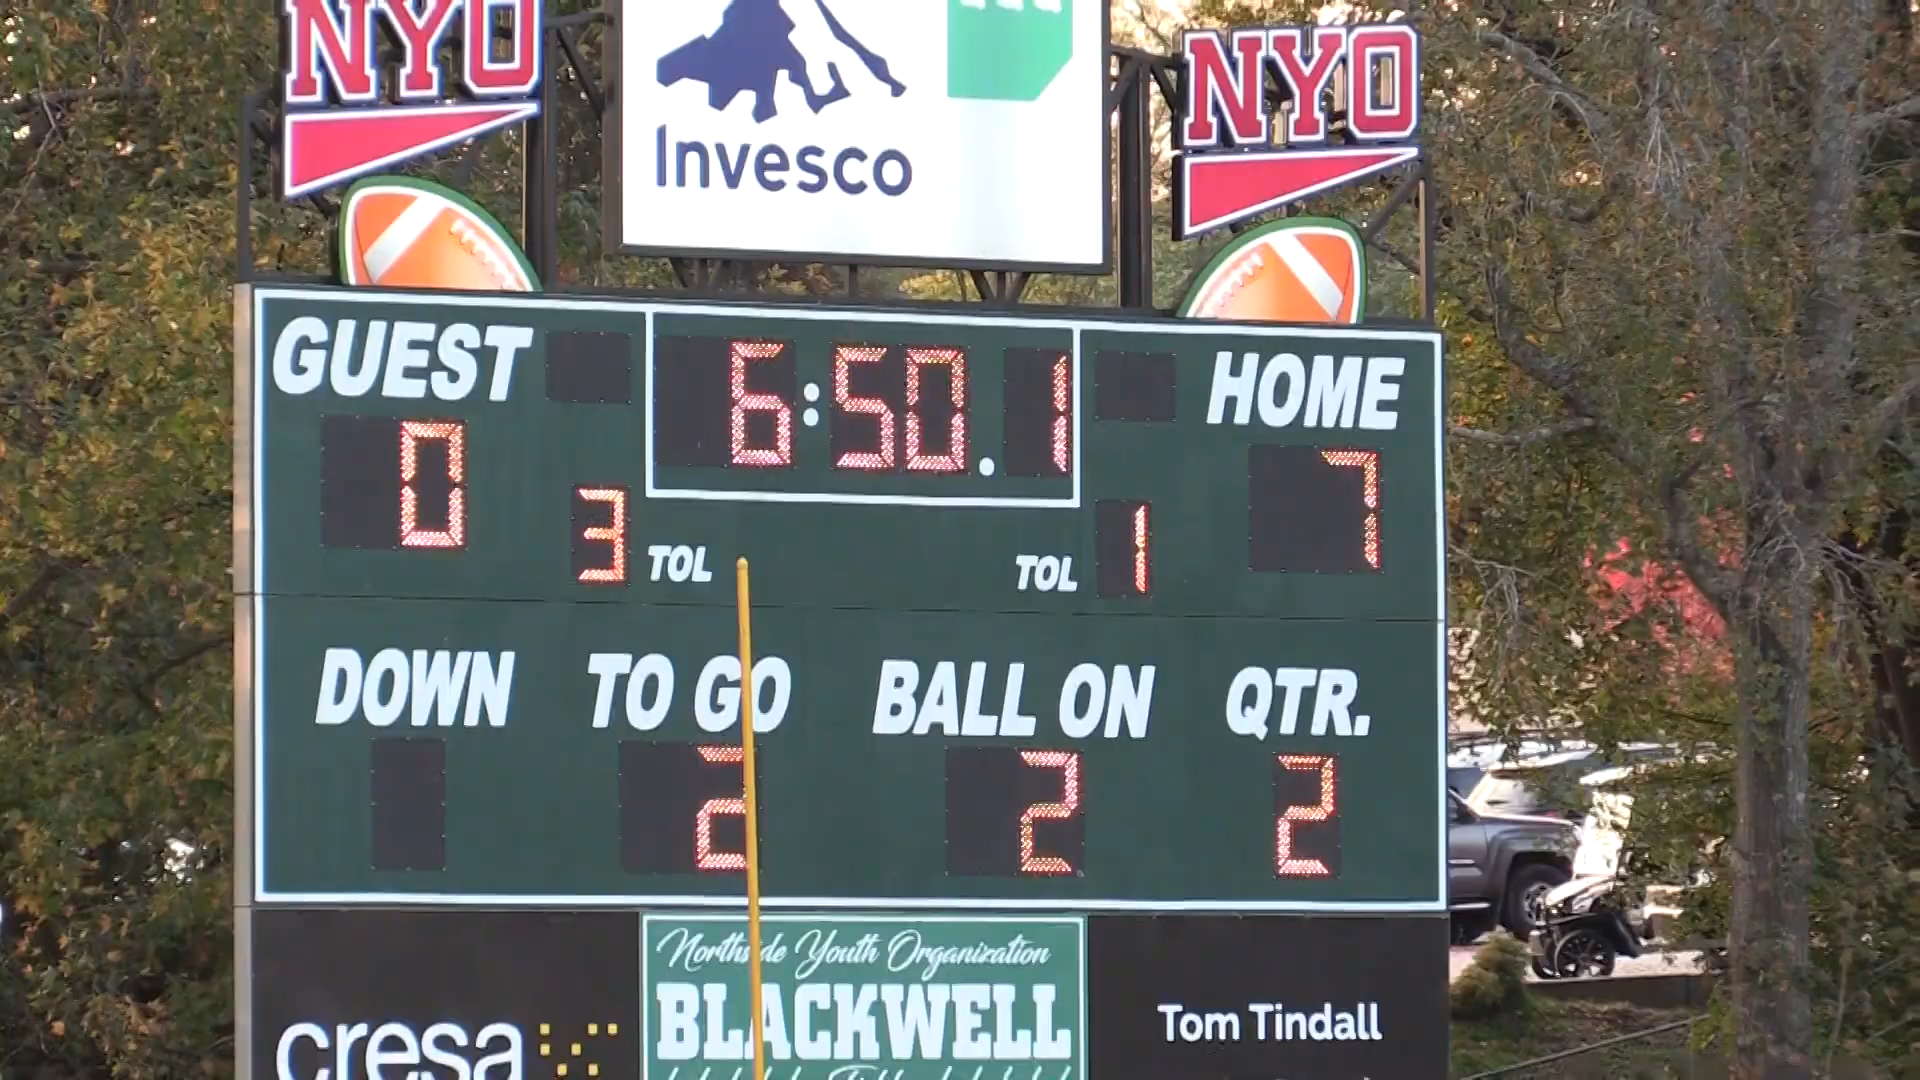 NYO
NYO
Invesco
GUEST 6:50.1 HOME
0 7
3 TOL TOL 1
DOWN TO GO BALL ON QTR.
2 2 2
Northside Youth Organization
BLACKWELL
cresa
Tom Tindall